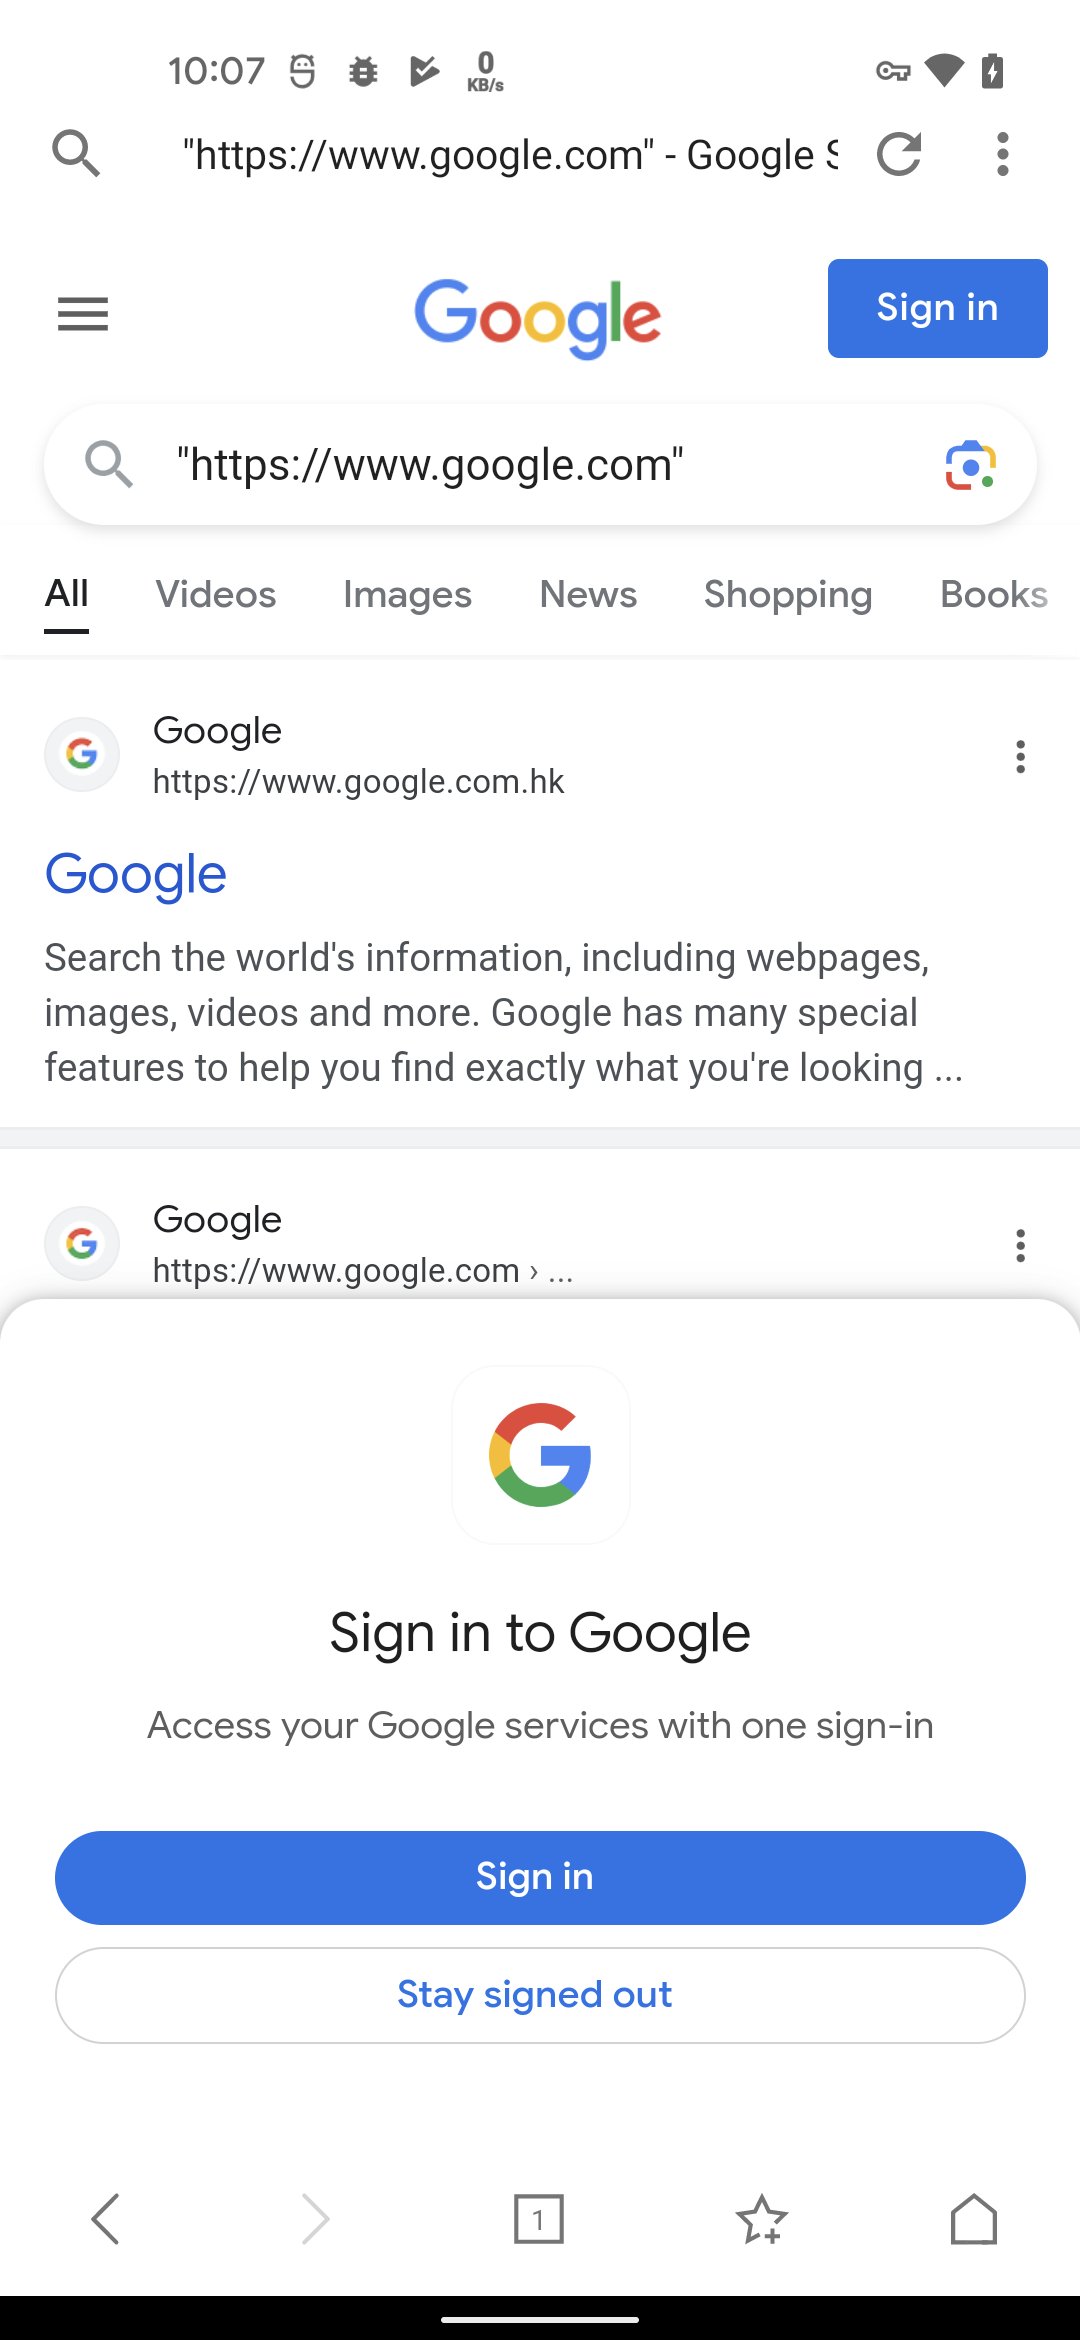 10:07 0 KB/s
"https://www.google.com" - Google S
Google
Sign in
"https://www.google.com"
All Videos Images News Shopping Books
Google
https://www.google.com.hk
Google
Search the world's information, including webpages,
images, videos and more. Google has many special
features to help you find exactly what you're looking ...
Google
https://www.google.com › ...
Sign in to Google
Access your Google services with one sign-in
Sign in
Stay signed out
1